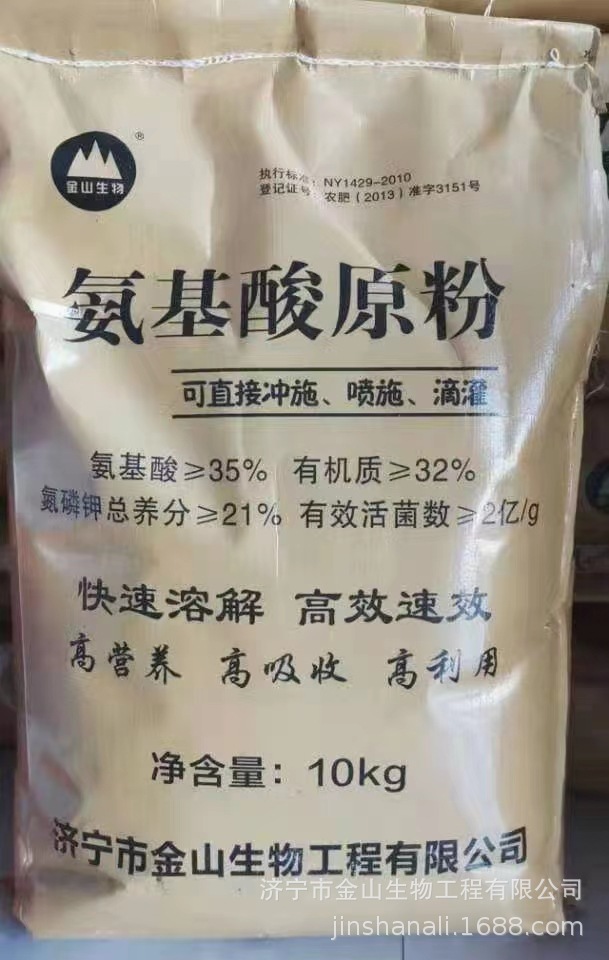 金山生物
®
执行标准：NY1429-2010
登记证号：农肥（2013）准字3151号
氨基酸原粉
可直接冲施、喷施、滴灌
氨基酸≥35% 有机质≥32%
氮磷钾总养分≥21% 有效活菌数≥2亿/g
快速溶解 高效速效
高营养 高吸收 高利用
净含量：10kg
济宁市金山生物工程有限公司
济宁市金山生物工程有限公司
jinshanali.1688.com